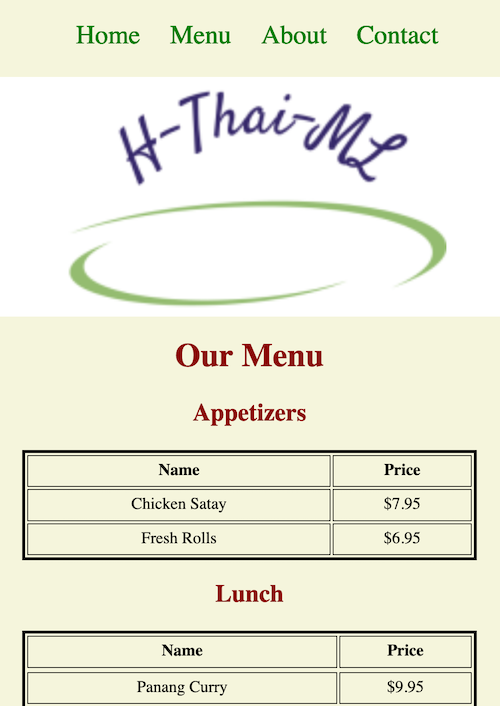 Home Menu About Contact
H-Thai-ML
Our Menu
Appetizers
Name Price
Chicken Satay $7.95
Fresh Rolls $6.95
Lunch
Name Price
Panang Curry $9.95